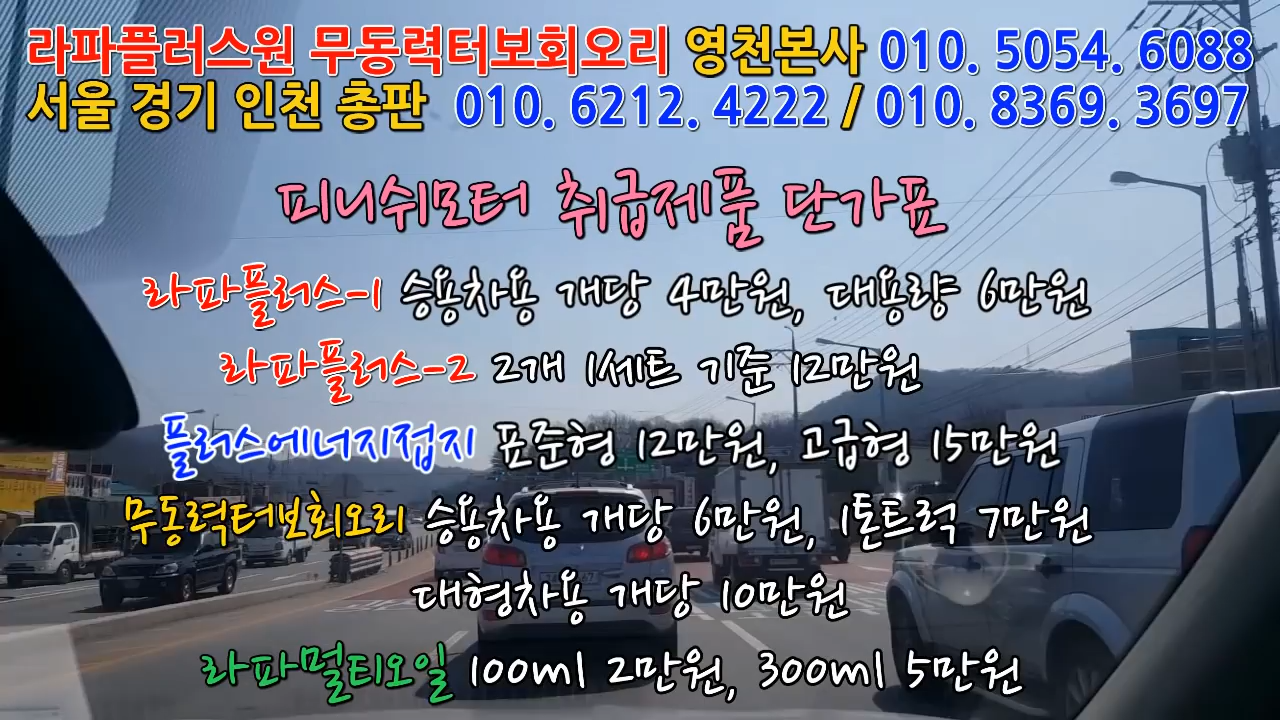 라파플러스원 무동력터보회오리 영천본사 010. 5054. 6088
서울 경기 인천 총판 010. 6212. 4222 / 010. 8369. 3697
피니쉬모터 취급제품 단가표
라파플러스-1 승용차용 개당 4만원, 대용량 6만원
라파플러스-2 2개 1세트 기준 12만원
플러스에너지접지 표준형 12만원, 고급형 15만원
무동력터보회오리 승용차용 개당 6만원, 1톤트럭 7만원
대형차용 개당 10만원
라파멀티오일 100ml 2만원, 300ml 5만원